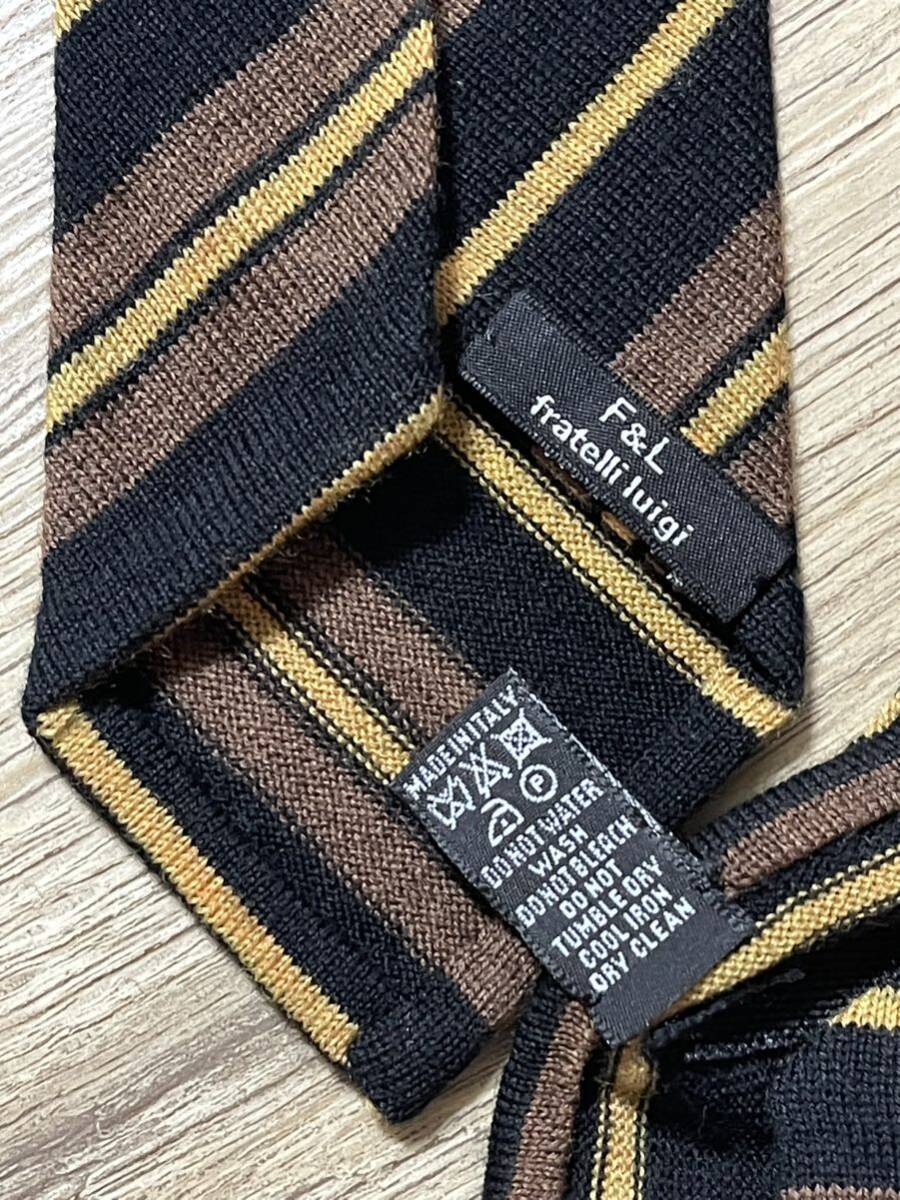 F&L
fratelli luigi
MADE IN ITALY
P
DO NOT WATER
WASH
DO NOT BLEACH
DO NOT
TUMBLE DRY
COOL IRON
DRY CLEAN